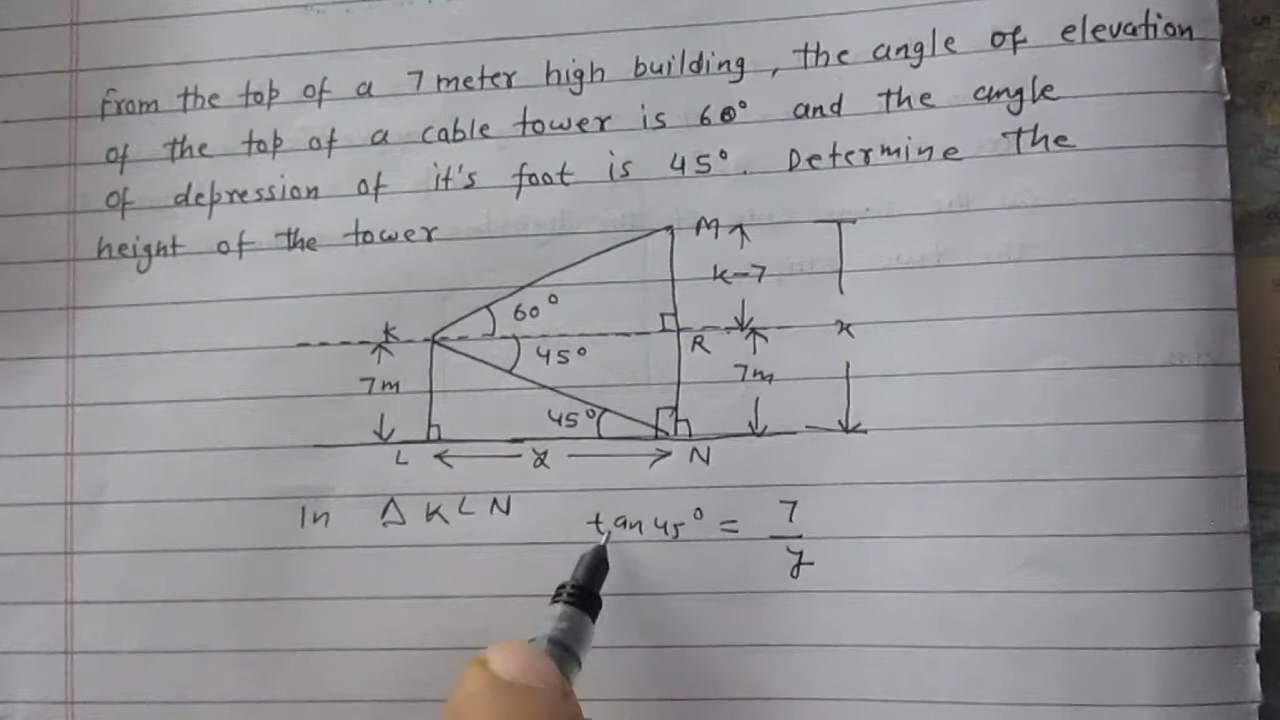 from the top of a 7 meter high building, the angle of elevation
of the top of a cable tower is 60° and the angle
of depression of it's foot is 45°. Determine the
height of the tower
M
x-7
60°
K
R
x
45°
7m
7m
45°
L
y
N
In Δ KLN tan 45° = 7/y